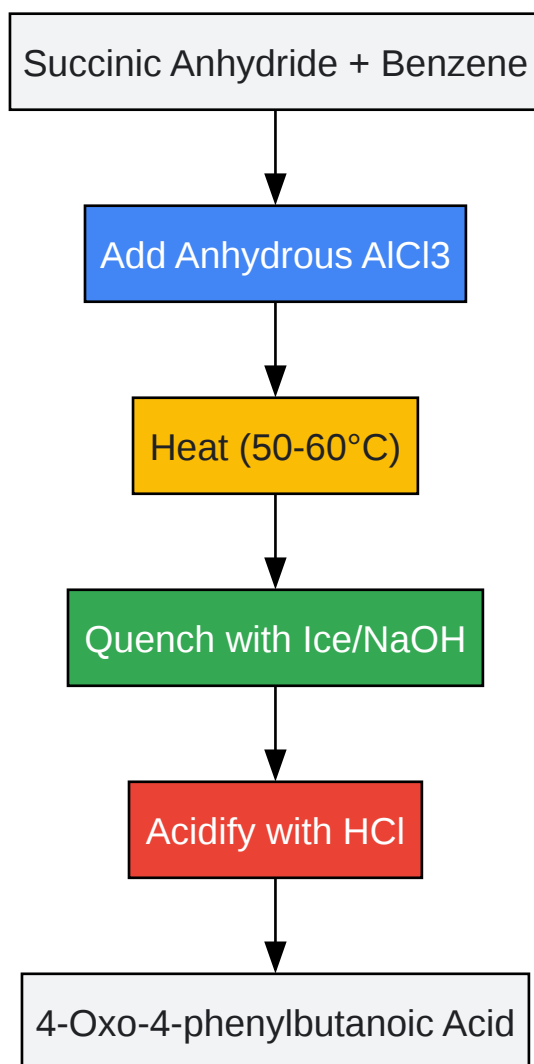 Succinic Anhydride + Benzene
Add Anhydrous AlCl3
Heat (50-60°C)
Quench with Ice/NaOH
Acidify with HCl
4-Oxo-4-phenylbutanoic Acid